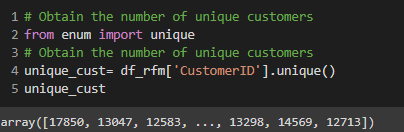 1 # Obtain the number of unique customers
2 from enum import unique
3 # Obtain the number of unique customers
4 unique_cust= df_rfm['CustomerID'].unique()
5 unique_cust
array([17850, 13047, 12583, ..., 13298, 14569, 12713])